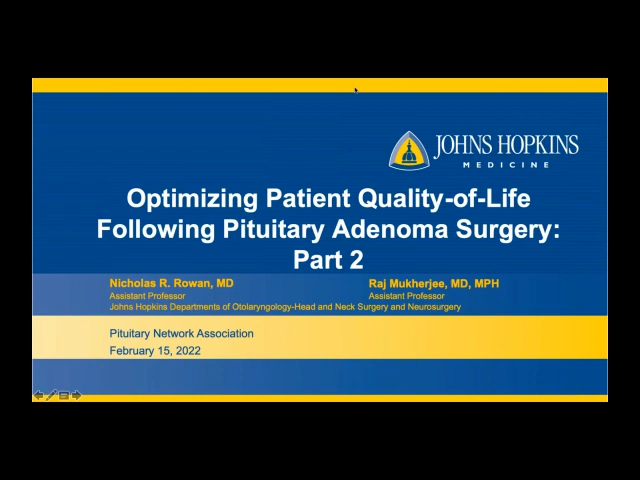 JOHNS HOPKINS
MEDICINE
Optimizing Patient Quality-of-Life
Following Pituitary Adenoma Surgery:
Part 2
Nicholas R. Rowan, MD
Raj Mukherjee, MD, MPH
Assistant Professor
Assistant Professor
Johns Hopkins Departments of Otolaryngology-Head and Neck Surgery and Neurosurgery
Pituitary Network Association
February 15, 2022